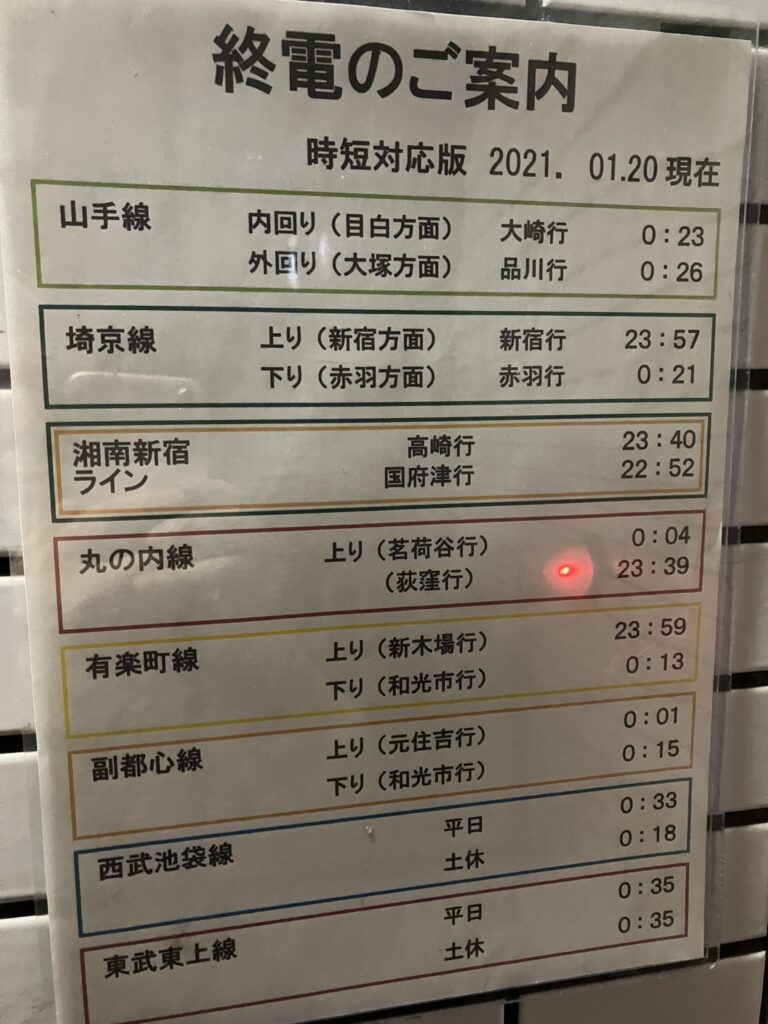 終電のご案内
時短対応版 2021. 01.20 現在
山手線 内回り（目白方面） 大崎行 0：23
外回り（大塚方面） 品川行 0：26
埼京線 上り（新宿方面） 新宿行 23：57
下り（赤羽方面） 赤羽行 0：21
湘南新宿 高崎行 23：40
ライン 国府津行 22：52
丸の内線 上り（茗荷谷行） 0：04
（荻窪行） 23：39
有楽町線 上り（新木場行） 23：59
下り（和光市行） 0：13
副都心線 上り（元住吉行） 0：01
下り（和光市行） 0：15
西武池袋線 平日 0：33
土休 0：18
東武東上線 平日 0：35
土休 0：35